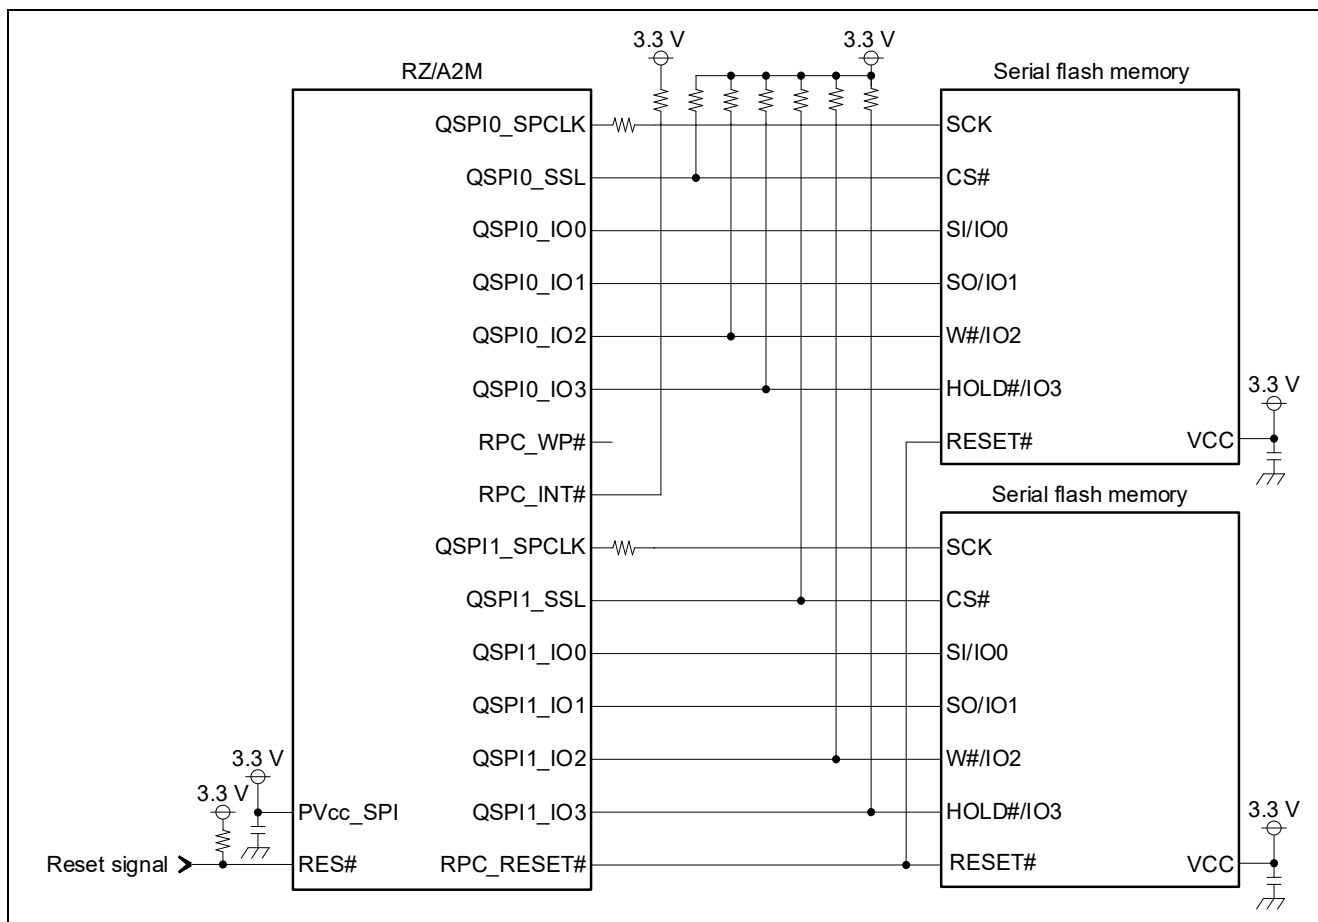 3.3 V
3.3 V
RZ/A2M
Serial flash memory
QSPI0_SPCLK
SCK
QSPI0_SSL
CS#
QSPI0_IO0
SI/IO0
QSPI0_IO1
SO/IO1
QSPI0_IO2
W#/IO2
QSPI0_IO3
HOLD#/IO3
3.3 V
RPC_WP#
RESET#
VCC
RPC_INT#
Serial flash memory
QSPI1_SPCLK
SCK
QSPI1_SSL
CS#
QSPI1_IO0
SI/IO0
QSPI1_IO1
SO/IO1
3.3 V
QSPI1_IO2
W#/IO2
3.3 V
PVcc_SPI
QSPI1_IO3
HOLD#/IO3
3.3 V
Reset signal
RES#
RPC_RESET#
RESET#
VCC